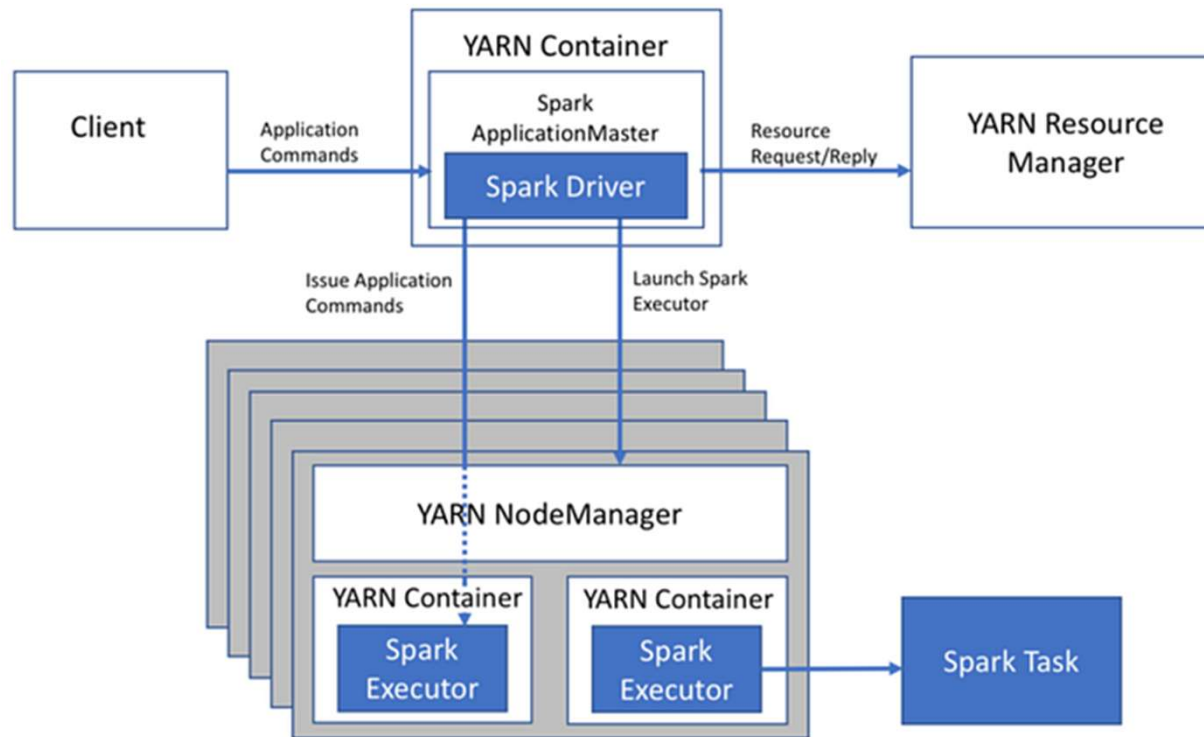 YARN Container
Client
Spark
ApplicationMaster
Spark Driver
Application
Commands
Resource
Request/Reply
YARN Resource
Manager
Issue Application
Commands
Launch Spark
Executor
YARN NodeManager
YARN Container
Spark
Executor
YARN Container
Spark
Executor
Spark Task